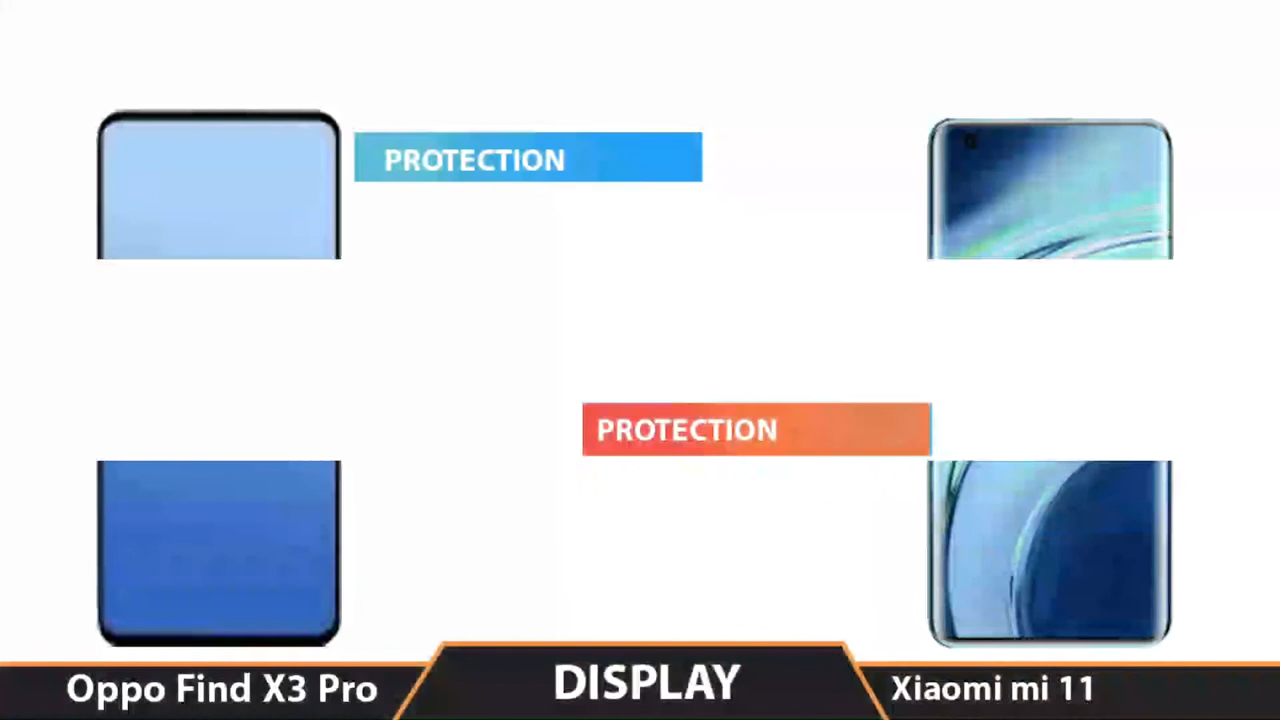 PROTECTION
PROTECTION
Oppo Find X3 Pro
DISPLAY
Xiaomi mi 11